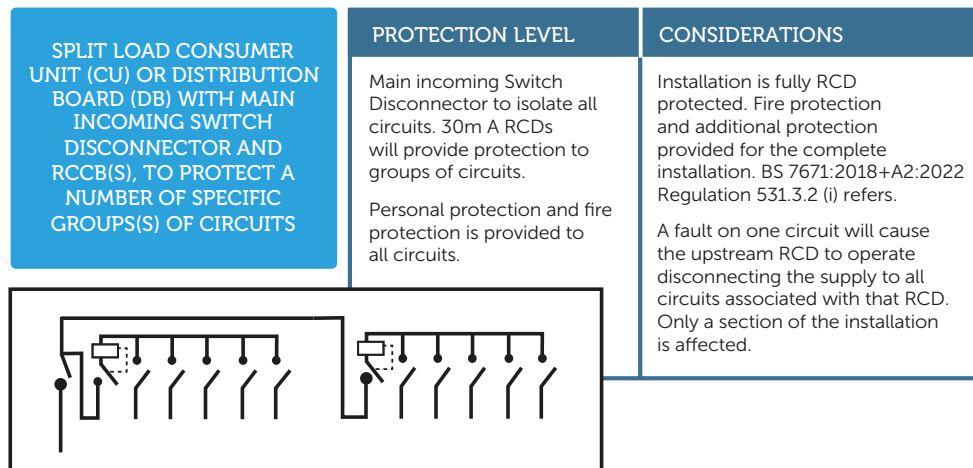 SPLIT LOAD CONSUMER
UNIT (CU) OR DISTRIBUTION
BOARD (DB) WITH MAIN
INCOMING SWITCH
DISCONNECTOR AND
RCCB(S), TO PROTECT A
NUMBER OF SPECIFIC
GROUPS(S) OF CIRCUITS
PROTECTION LEVEL
Main incoming Switch
Disconnector to isolate all
circuits. 30m A RCDs
will provide protection to
groups of circuits.
Personal protection and fire
protection is provided to
all circuits.
CONSIDERATIONS
Installation is fully RCD
protected. Fire protection
and additional protection
provided for the complete
installation. BS 7671:2018+A2:2022
Regulation 531.3.2 (i) refers.
A fault on one circuit will cause
the upstream RCD to operate
disconnecting the supply to all
circuits associated with that RCD.
Only a section of the installation
is affected.